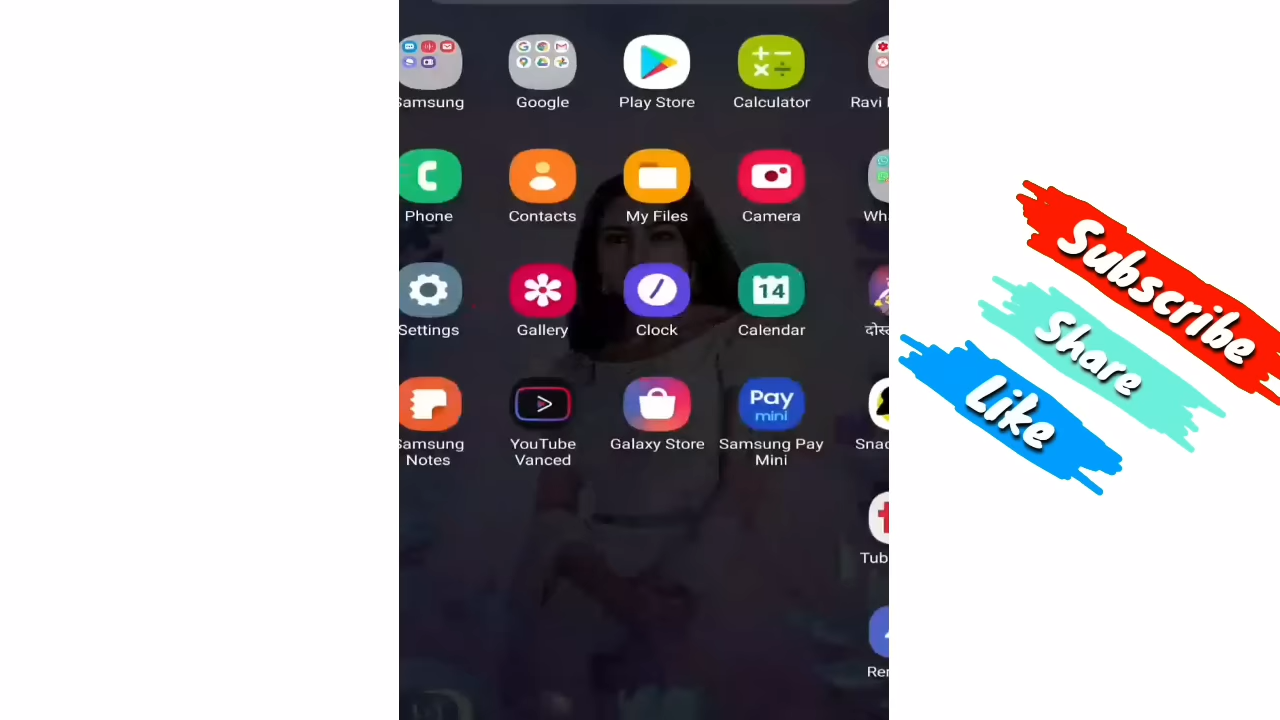 Samsung
Google
Play Store
Calculator
Ravi
Phone
Contacts
My Files
Camera
Settings
Gallery
Clock
14
Calendar
Samsung
Notes
YouTube
Vanced
Galaxy Store
Pay
mini
Samsung Pay
Mini
Subscribe
Share
Like